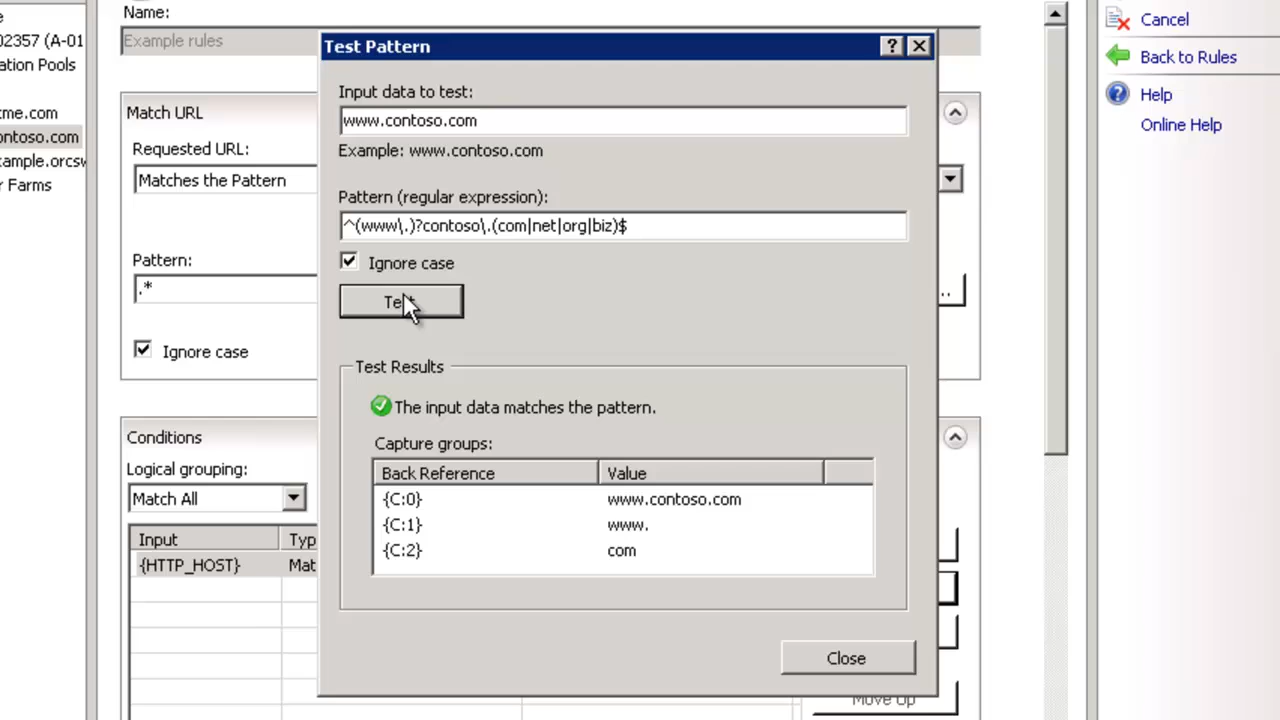 e
02357 (A-01
ation Pools
tme.com
ontoso.com
ample.orcsw
r Farms
Name:
Example rules
Match URL
Requested URL:
Matches the Pattern
Pattern:
.*
Ignore case
Conditions
Logical grouping:
Match All
Input
Typ
{HTTP_HOST}
Mat
Test Pattern
Input data to test:
www.contoso.com
Example: www.contoso.com
Pattern (regular expression):
^(www\.)?contoso\.(com|net|org|biz)$
Ignore case
Test Results
The input data matches the pattern.
Capture groups:
Back Reference Value
{C:0} www.contoso.com
{C:1} www.
{C:2} com
Close
..
Move Up
Cancel
Back to Rules
Help
Online Help